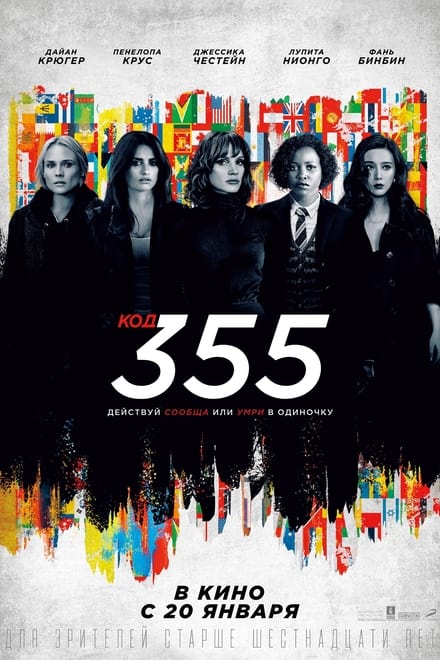 ДАЙАН КРЮГЕР
ПЕНЕЛОПА КРУС
ДЖЕССИКА ЧЕСТЕЙН
ЛУПИТА НИОНГО
ФАНЬ БИНБИН
КОД
355
ДЕЙСТВУЙ СООБЩА ИЛИ УМРИ В ОДИНОЧКУ
В КИНО
С 20 ЯНВАРЯ
ДЛЯ ЗРИТЕЛЕЙ СТАРШЕ ШЕСТНАДЦАТИ ЛЕТ